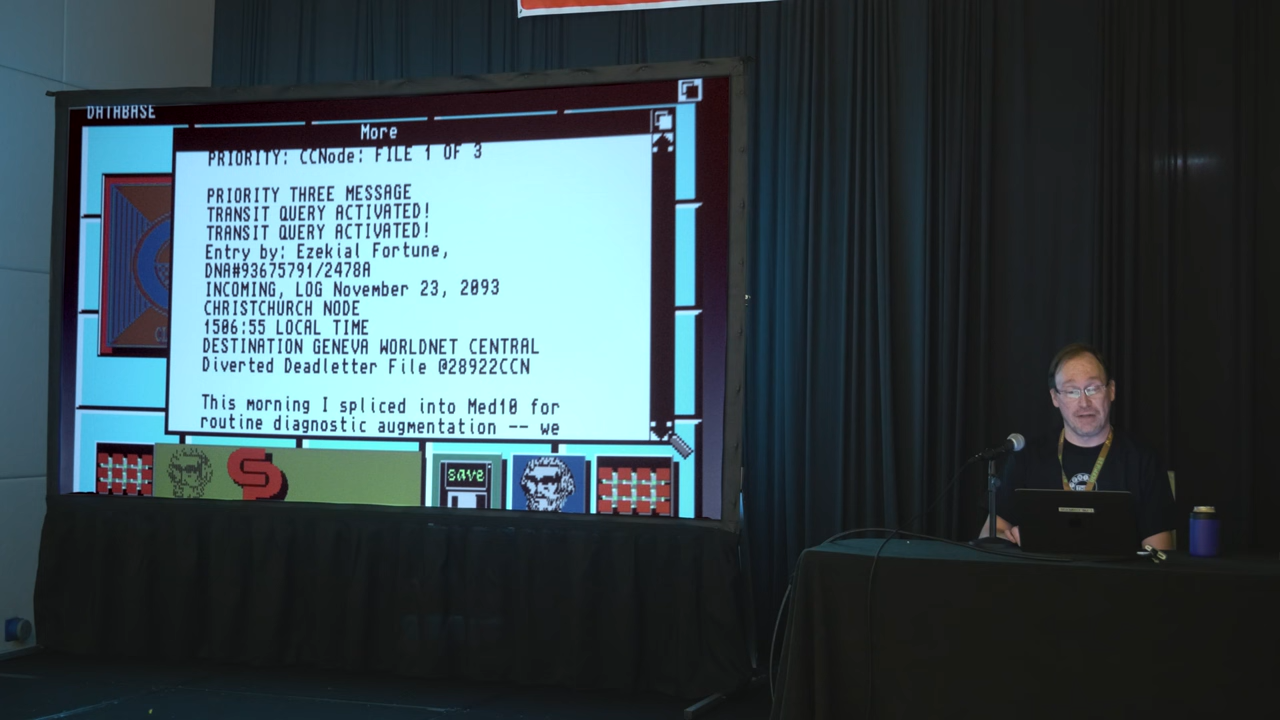 DATABASE
More
PRIORITY: CCNode: FILE 1 OF 3
PRIORITY THREE MESSAGE
TRANSIT QUERY ACTIVATED!
TRANSIT QUERY ACTIVATED!
Entry by: Ezekial Fortune,
DNA#93675791/2478A
INCOMING, LOG November 23, 2093
CHRISTCHURCH NODE
1506:55 LOCAL TIME
DESTINATION GENEVA WORLDNET CENTRAL
Diverted Deadletter File @28922CCN
This morning I spliced into Med10 for
routine diagnostic augmentation -- we
save